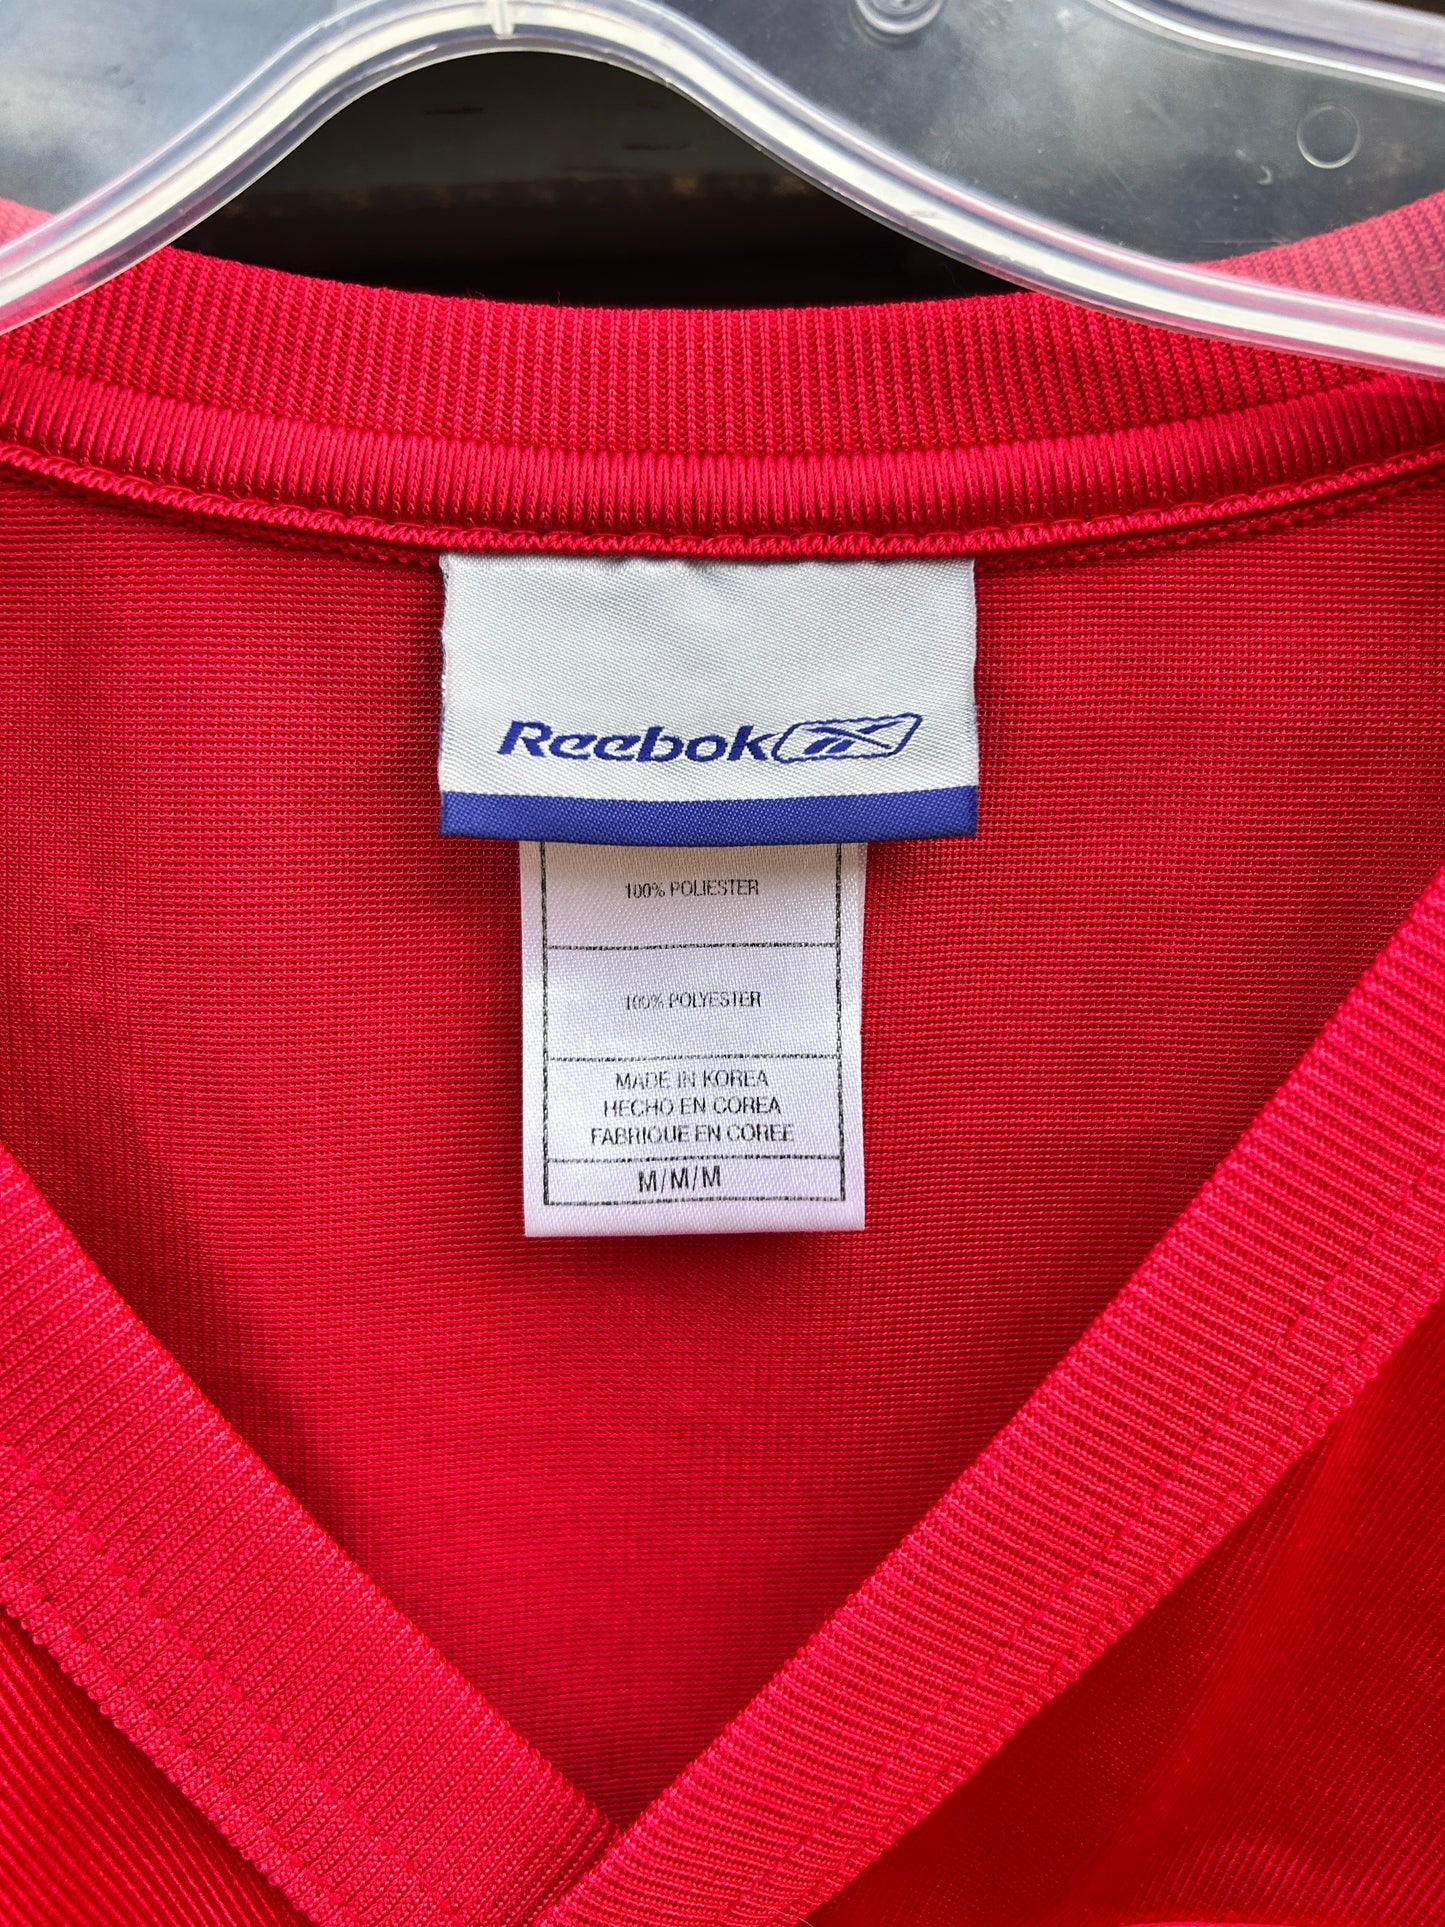 Reebok
100% POLIESTER
100% POLYESTER
MADE IN KOREA
HECHO EN COREA
FABRIQUE EN COREE
M/M/M